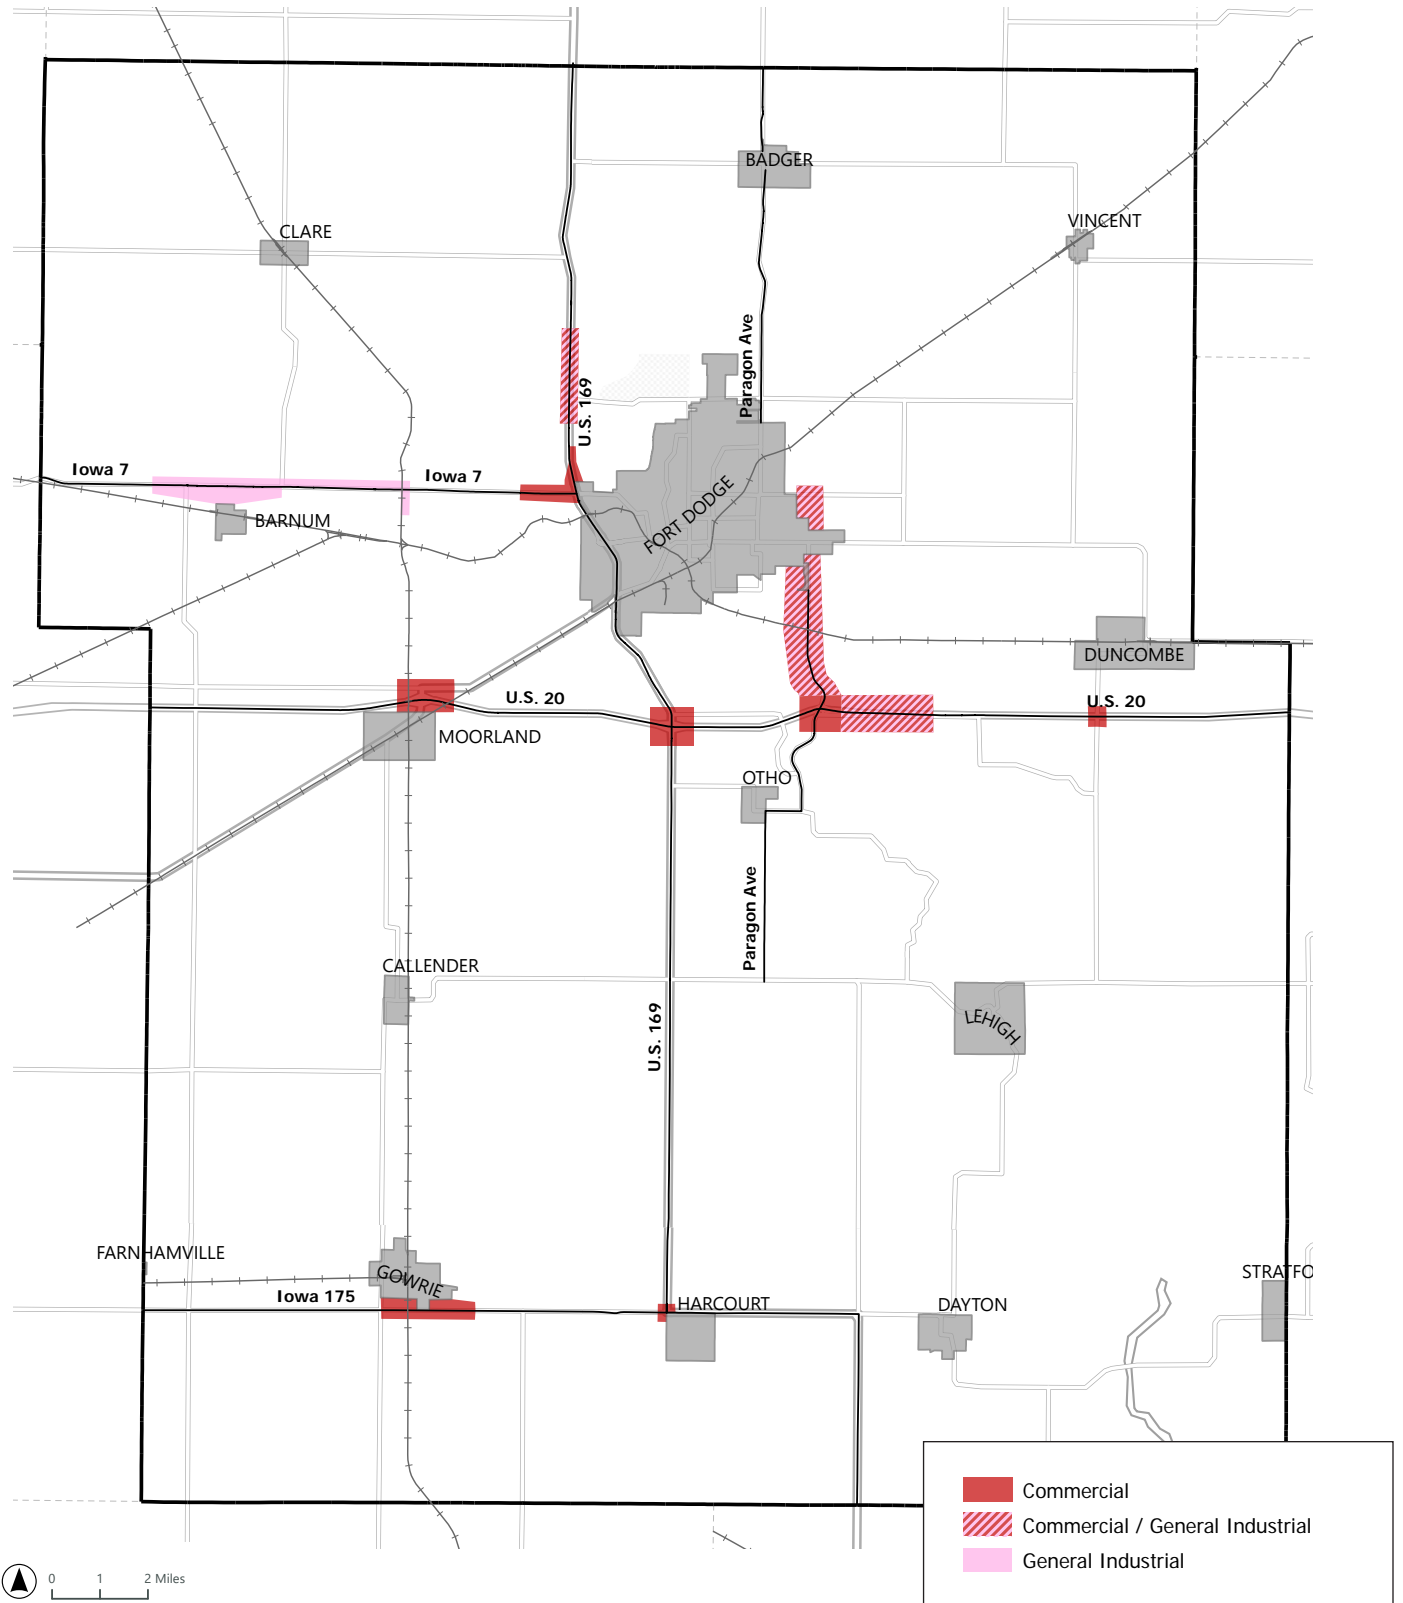 BADGER
VINCENT
CLARE
Paragon Ave
U.S. 169
Iowa 7
Iowa 7
FORT DODGE
BARNUM
DUNCOMBE
U.S. 20
U.S. 20
MOORLAND
OTHO
Paragon Ave
CALLENDER
U.S. 169
LEHIGH
FARNHAMVILLE
GOWRIE
STRATFO
Iowa 175
HARCOURT
DAYTON
Commercial
Commercial / General Industrial
General Industrial
0 1 2 Miles